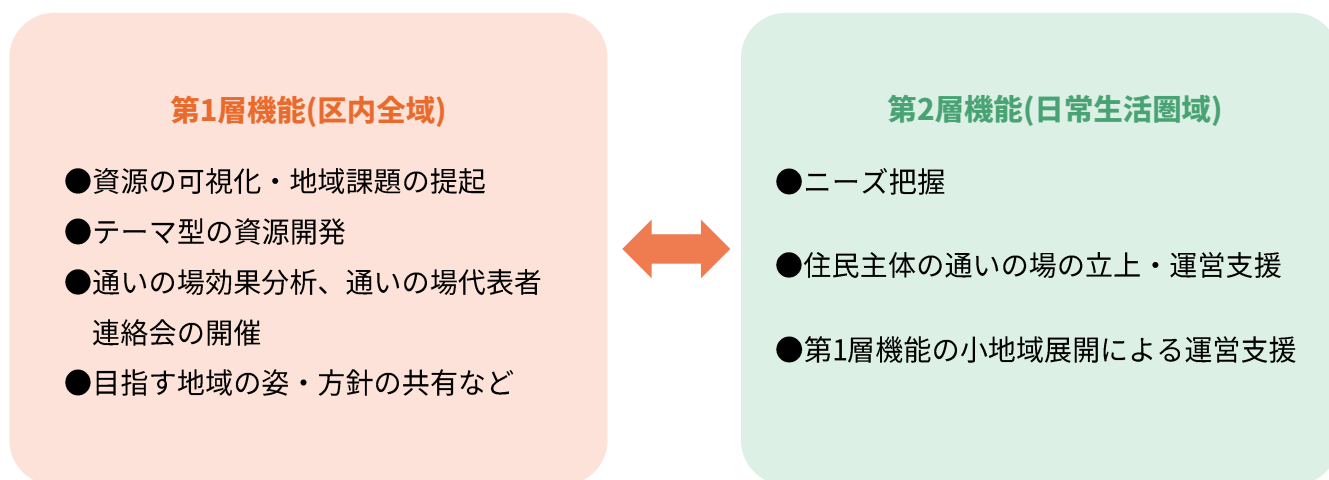 第1層機能(区内全域)
●資源の可視化・地域課題の提起
●テーマ型の資源開発
●通いの場効果分析、通いの場代表者
連絡会の開催
●目指す地域の姿・方針の共有など
第2層機能(日常生活圏域)
●ニーズ把握
●住民主体の通いの場の立上・運営支援
●第1層機能の小地域展開による運営支援